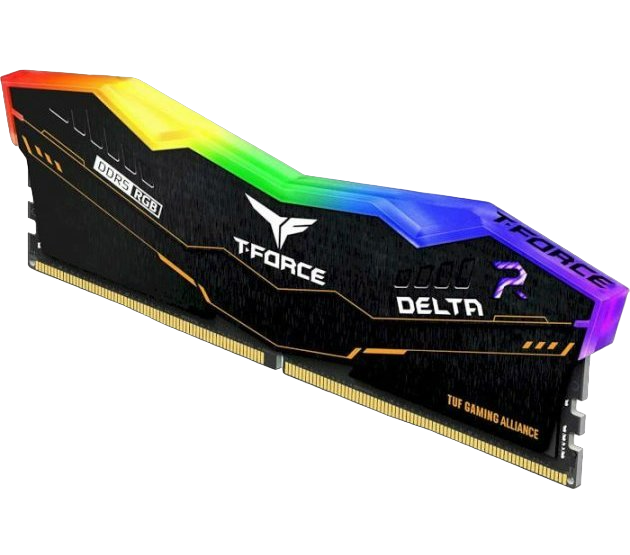 DDR5 RGB
T-FORCE
T-FORCE
DELTA R
TUF GAMING ALLIANCE